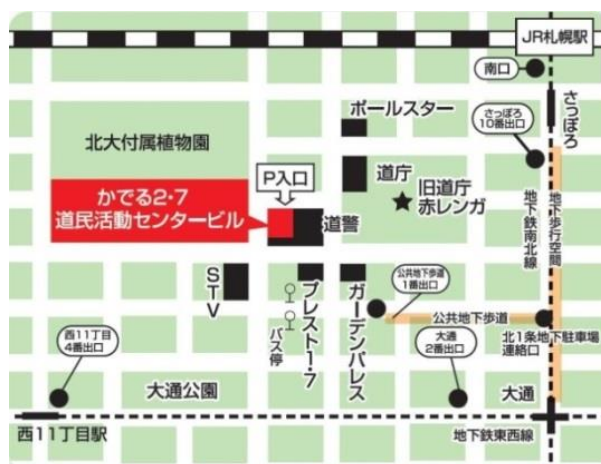 JR札幌駅
南口
さっぽろ
ポールスター
さっぽろ
10番出口
北大付属植物園
道庁
P入口
かでる2・7
道民活動センタービル
道警
旧道庁
赤レンガ
地下鉄南北線
地下歩行空間
STV
プレスト1・7
ガーデンパレス
公共地下歩道
1番出口
バス停
公共地下歩道
北1条地下駐車場
連絡口
西11丁目
4番出口
大通
2番出口
大通公園
大通
西11丁目駅
地下鉄東西線